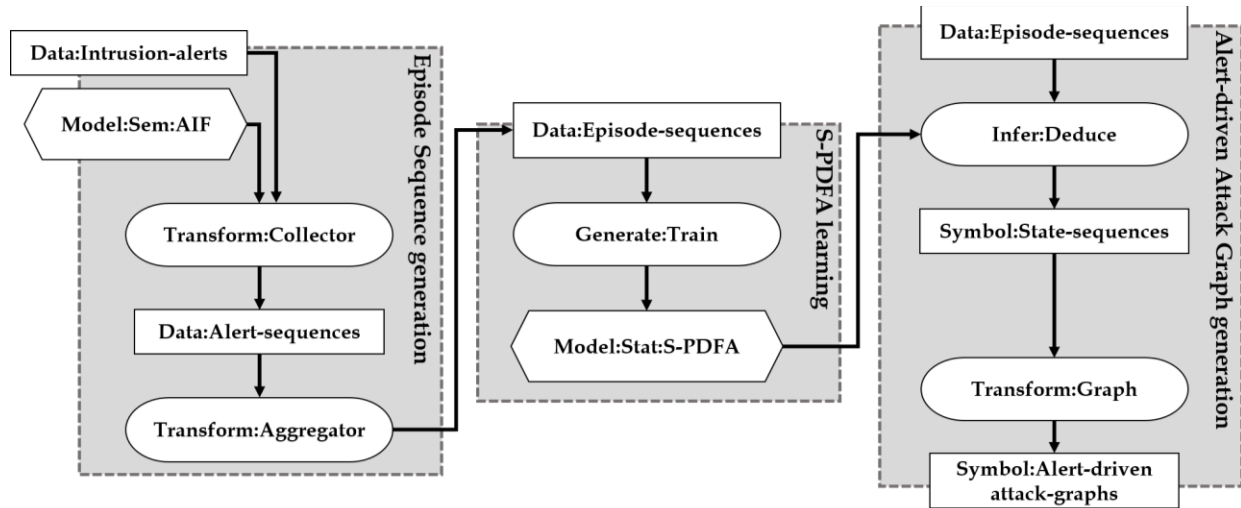 Data:Intrusion-alerts
Model:Sem:AIF
Transform:Collector
Data:Alert-sequences
Transform:Aggregator
Episode Sequence generation
Data:Episode-sequences
Generate:Train
Model:Stat:S-PDFA
S-PDFA learning
Data:Episode-sequences
Infer:Deduce
Symbol:State-sequences
Transform:Graph
Symbol:Alert-driven
attack-graphs
Alert-driven Attack Graph generation